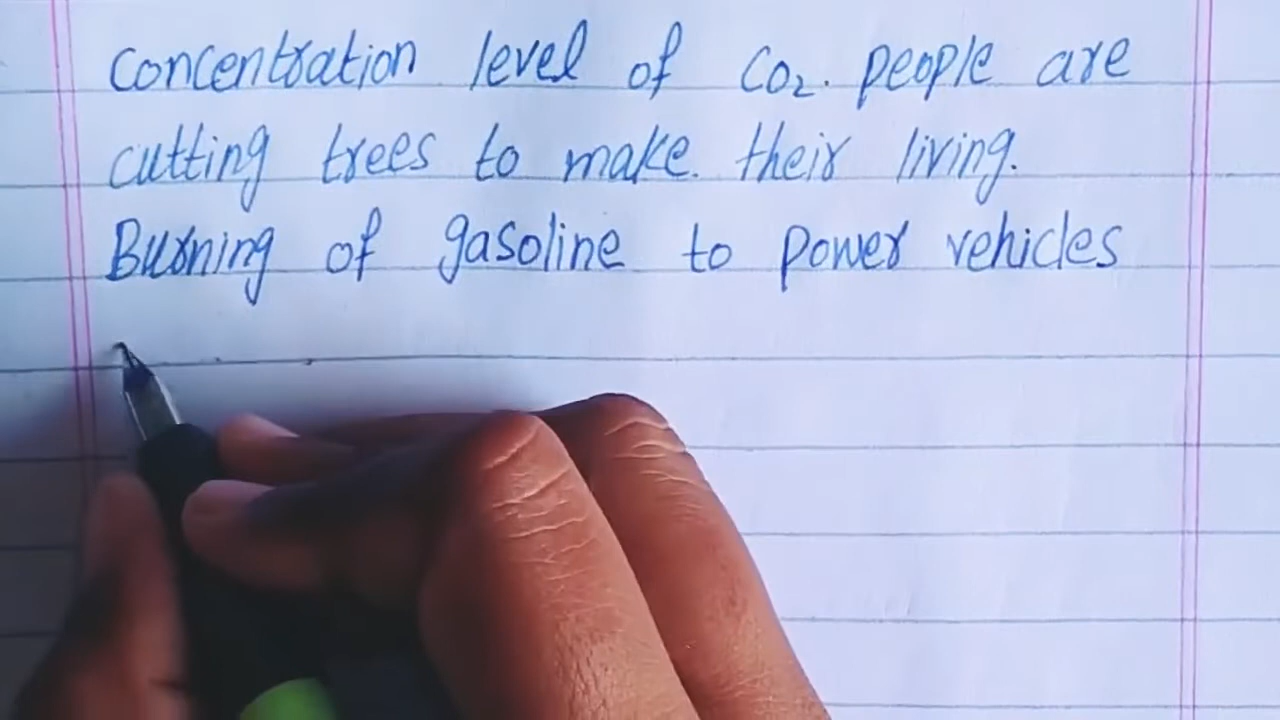 Concentration level of CO₂. people are
cutting trees to make. their living.
Burning of gasoline to power vehicles